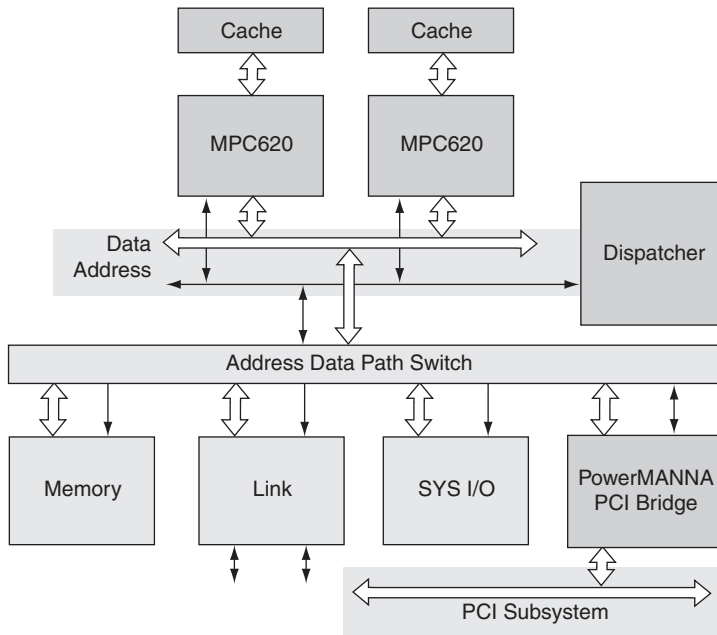 Cache
Cache
MPC620
MPC620
Data
Address
Dispatcher
Address Data Path Switch
Memory
Link
SYS I/O
PowerMANNA
PCI Bridge
PCI Subsystem